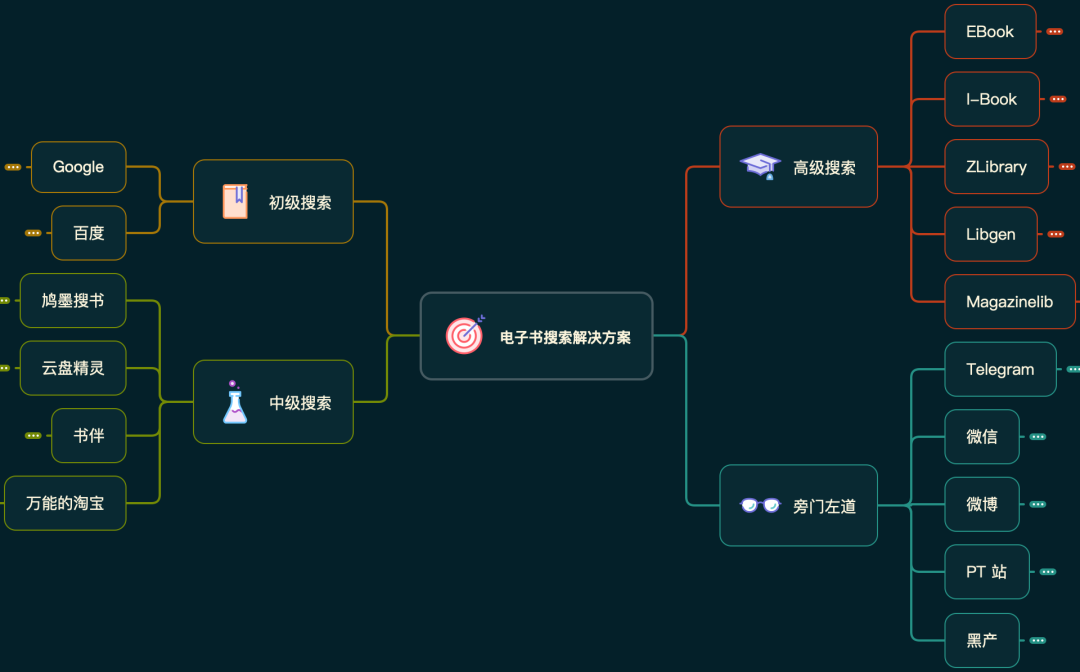 电子书搜索解决方案
初级搜索
Google
百度
中级搜索
鸠墨搜书
云盘精灵
书伴
万能的淘宝
高级搜索
EBook
I-Book
ZLibrary
Libgen
Magazinelib
旁门左道
Telegram
微信
微博
PT 站
黑产